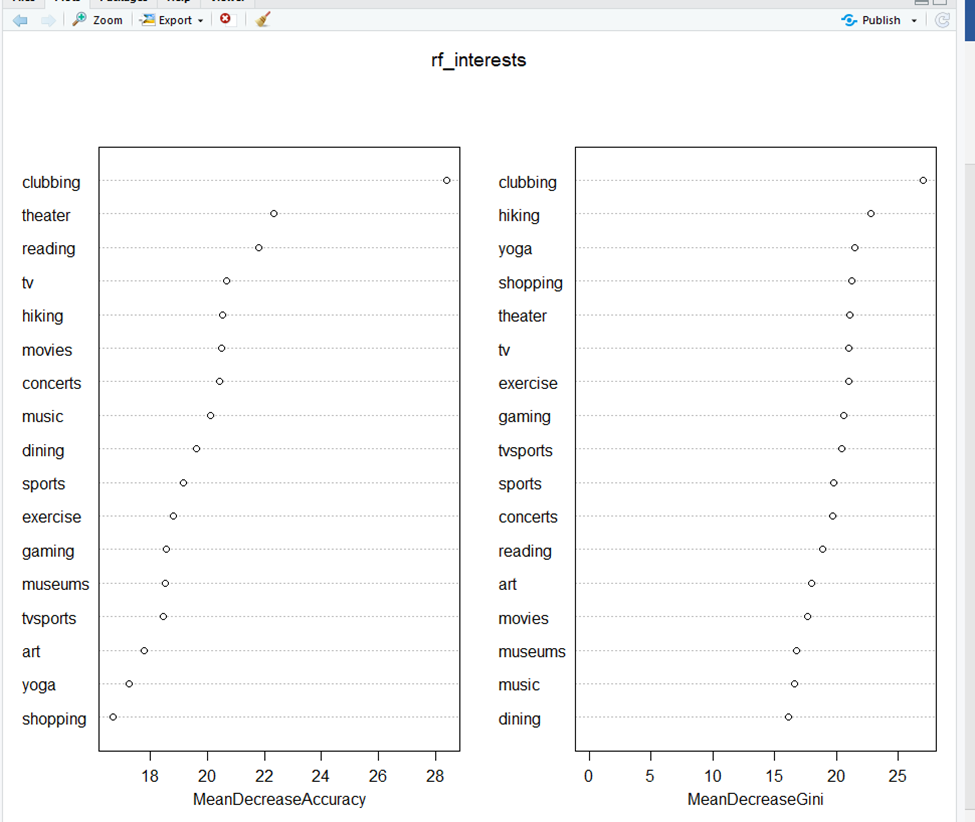 Zoom Export Publish
rf_interests
clubbing
theater
reading
tv
hiking
movies
concerts
music
dining
sports
exercise
gaming
museums
tvsports
art
yoga
shopping
18 20 22 24 26 28
MeanDecreaseAccuracy
clubbing
hiking
yoga
shopping
theater
tv
exercise
gaming
tvsports
sports
concerts
reading
art
movies
museums
music
dining
0 5 10 15 20 25
MeanDecreaseGini